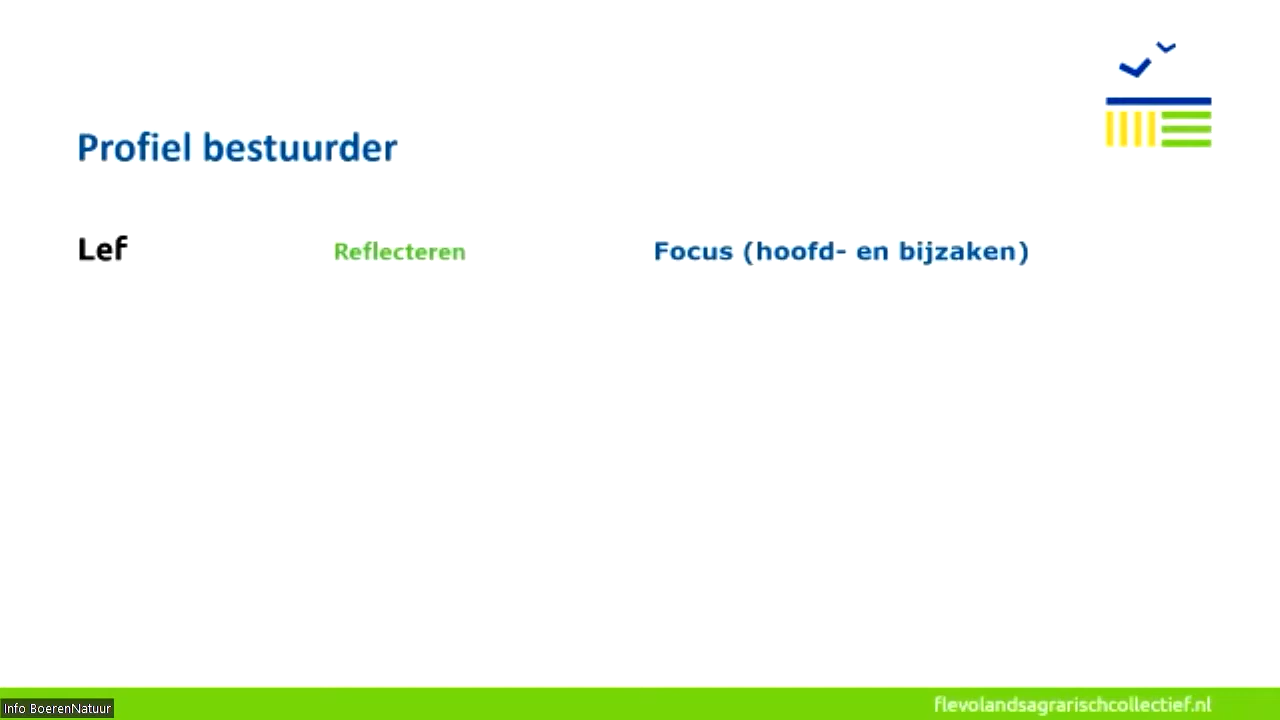 Profiel bestuurder
Lef Reflecteren Focus (hoofd- en bijzaken)
flevolandsagrarischcollectief.nl
Info BoerenNatuur